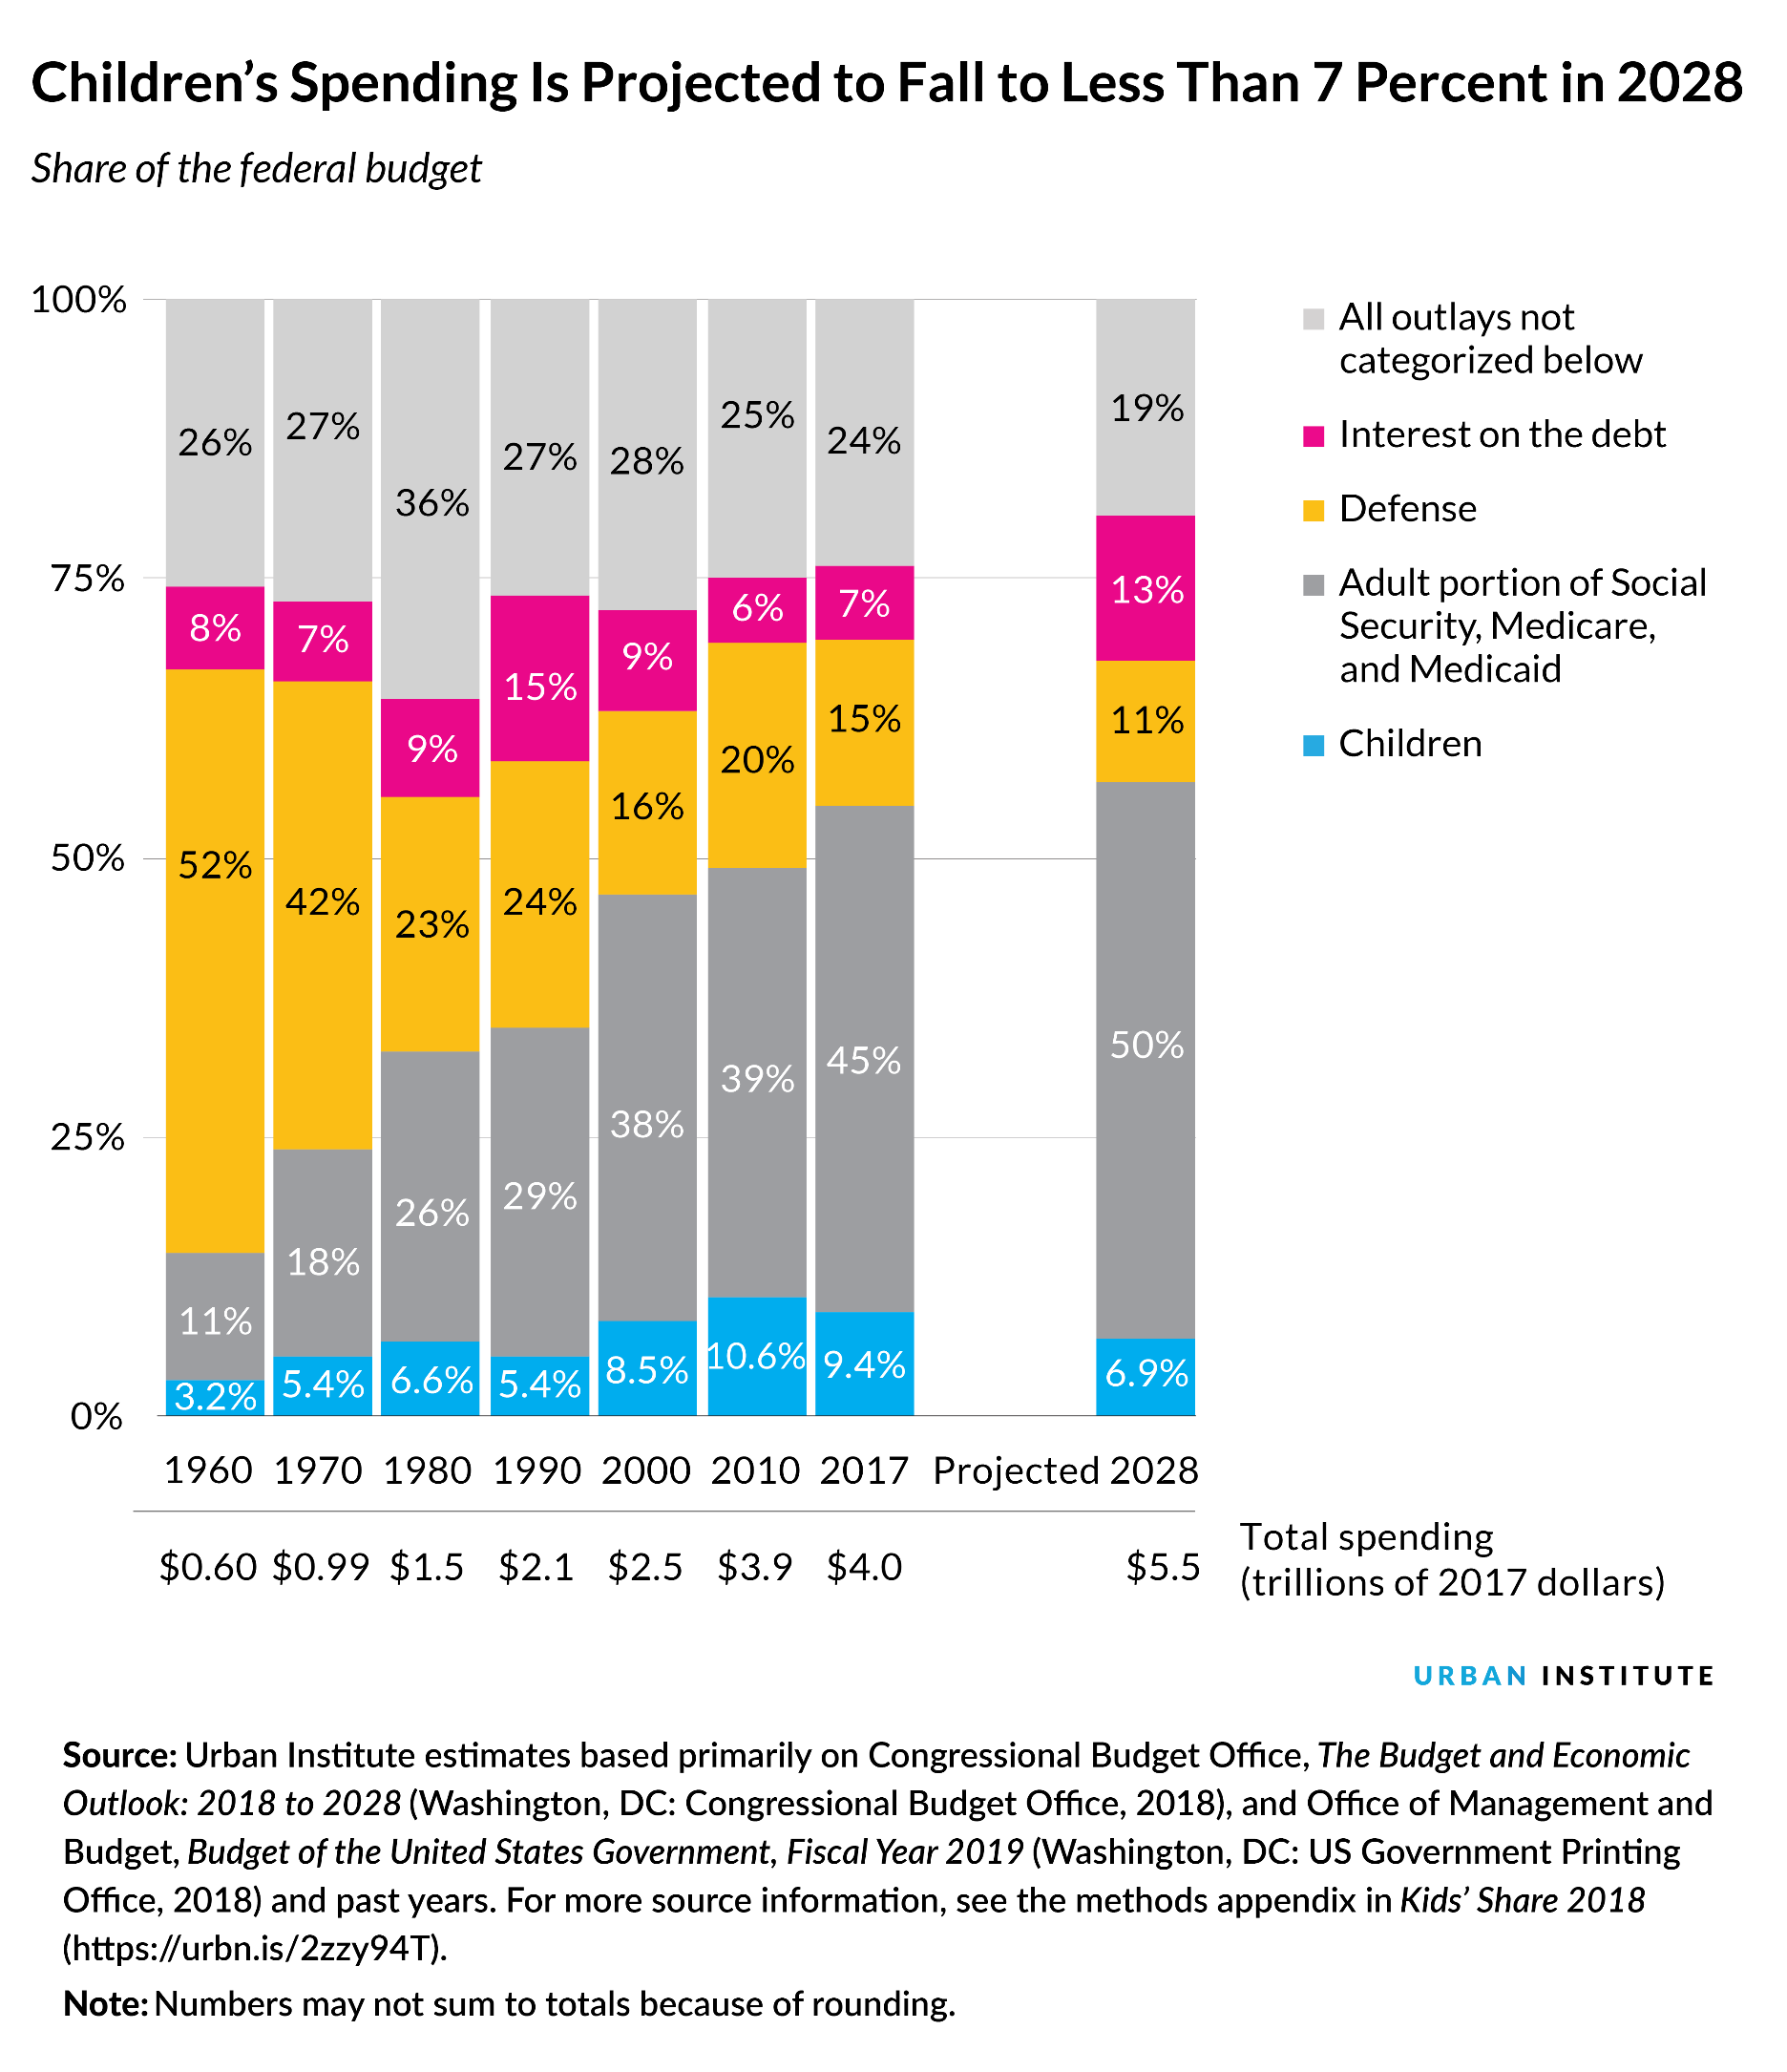 Children’s Spending Is Projected to Fall to Less Than 7 Percent in 2028
Share of the federal budget
100%
75%
50%
25%
0%
26%
8%
52%
11%
3.2%
27%
7%
42%
18%
5.4%
36%
9%
23%
26%
6.6%
27%
15%
24%
29%
5.4%
28%
9%
16%
38%
8.5%
25%
6%
20%
39%
10.6%
24%
7%
15%
45%
9.4%
19%
13%
11%
50%
6.9%
All outlays not
categorized below
Interest on the debt
Defense
Adult portion of Social
Security, Medicare,
and Medicaid
Children
1960 1970 1980 1990 2000 2010 2017 Projected 2028
$0.60 $0.99 $1.5 $2.1 $2.5 $3.9 $4.0 $5.5
Total spending
(trillions of 2017 dollars)
URBAN INSTITUTE
Source: Urban Institute estimates based primarily on Congressional Budget Office, The Budget and Economic
Outlook: 2018 to 2028 (Washington, DC: Congressional Budget Office, 2018), and Office of Management and
Budget, Budget of the United States Government, Fiscal Year 2019 (Washington, DC: US Government Printing
Office, 2018) and past years. For more source information, see the methods appendix in Kids’ Share 2018
(https://urbn.is/2zzy94T).
Note: Numbers may not sum to totals because of rounding.